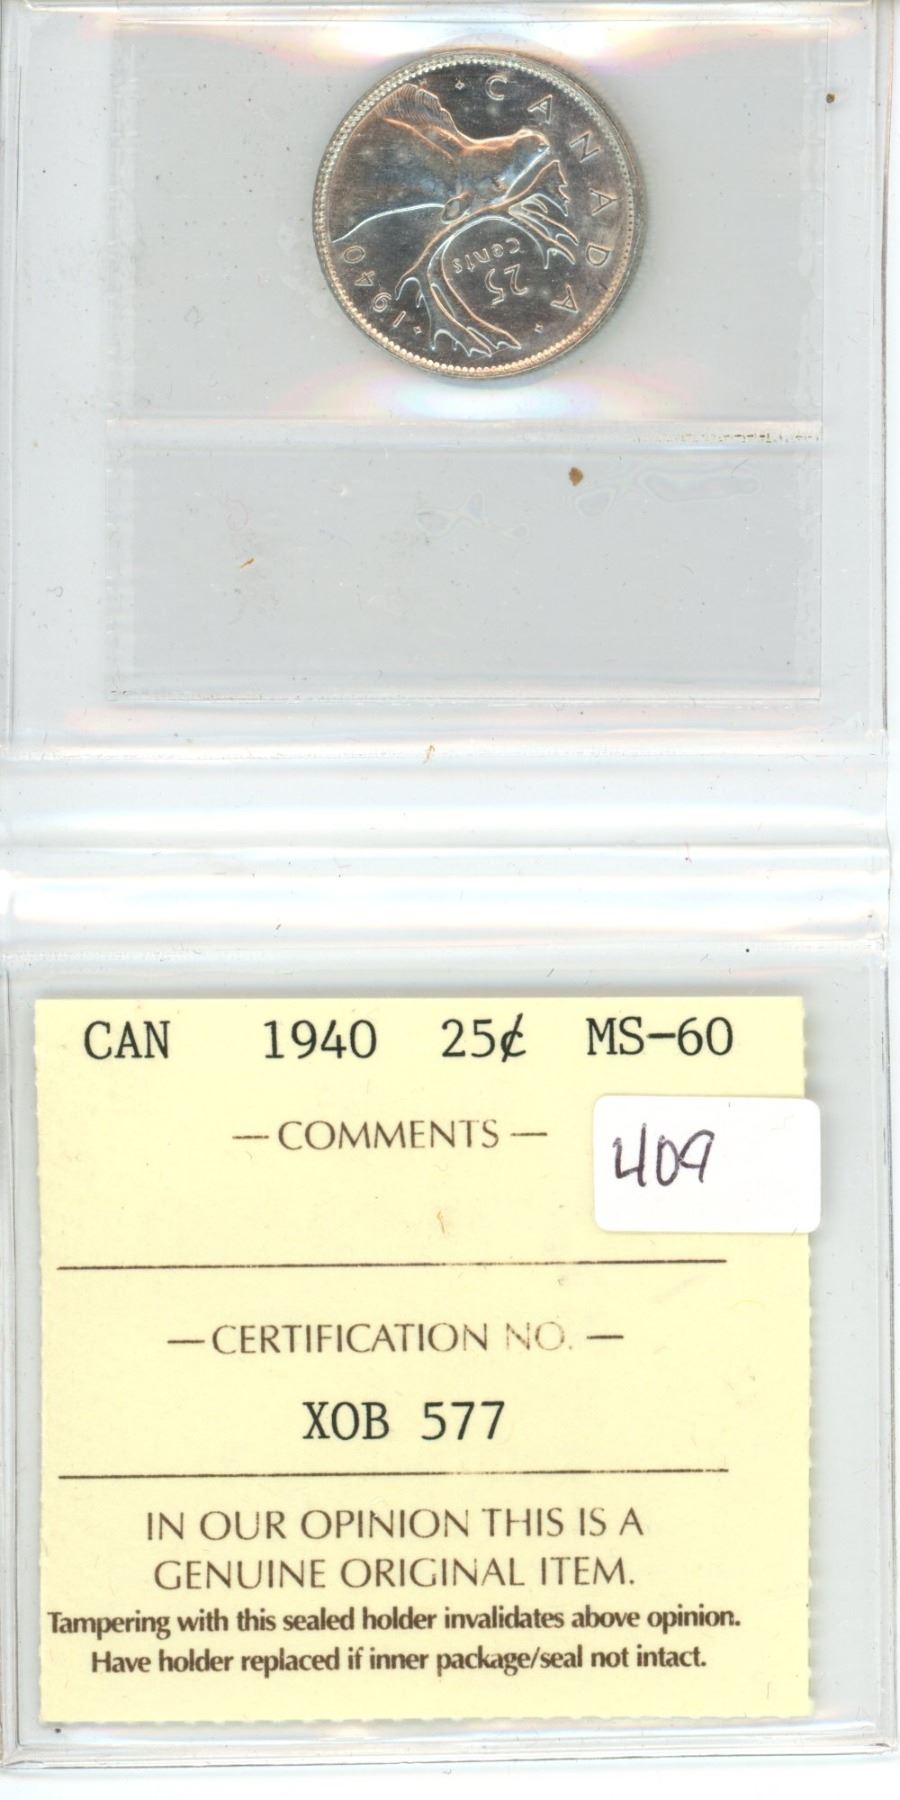 CANADA
25
cents
1940
CAN 1940 25¢ MS-60
— COMMENTS —
409
— CERTIFICATION NO. —
XOB 577
IN OUR OPINION THIS IS A
GENUINE ORIGINAL ITEM.
Tampering with this sealed holder invalidates above opinion.
Have holder replaced if inner package/seal not intact.